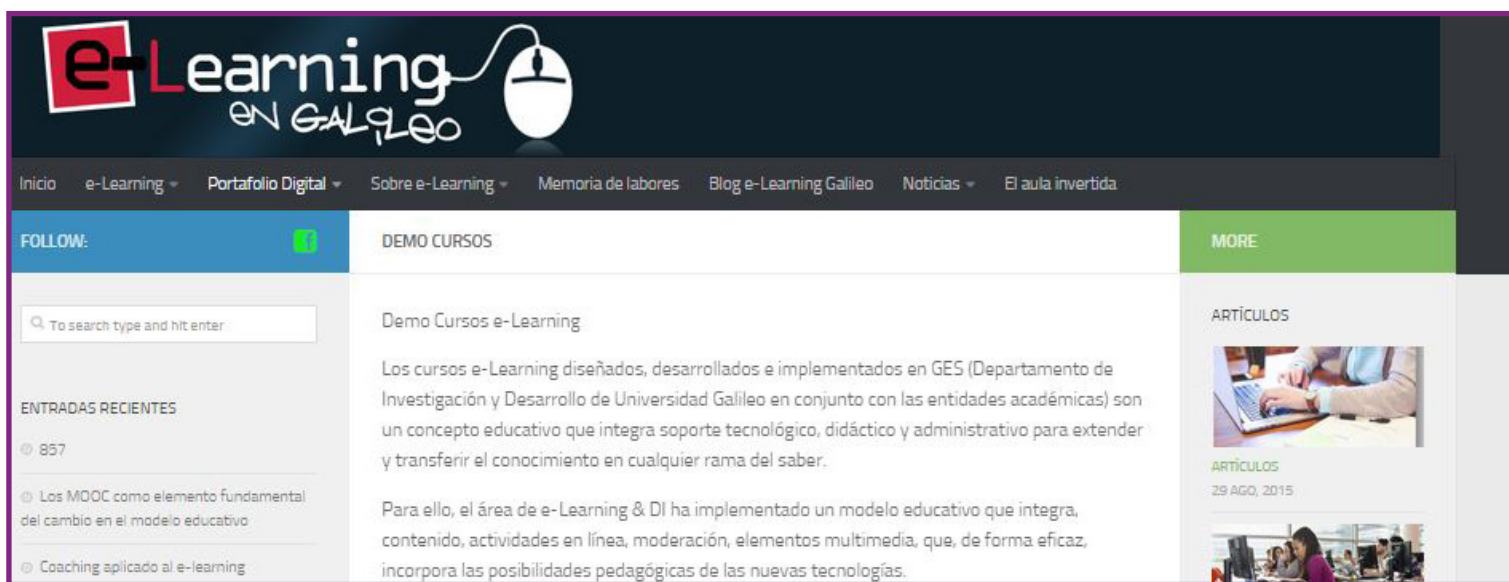 e-Learning
EN GALILEO
Inicio e-Learning Portafolio Digital Sobre e-Learning Memoria de labores Blog e-Learning Galileo Noticias El aula invertida
FOLLOW:
To search type and hit enter
ENTRADAS RECIENTES
857
Los MOOC como elemento fundamental
del cambio en el modelo educativo
Coaching aplicado al e-learning
DEMO CURSOS
Demo Cursos e-Learning
Los cursos e-Learning diseñados, desarrollados e implementados en GES (Departamento de
Investigación y Desarrollo de Universidad Galileo en conjunto con las entidades académicas) son
un concepto educativo que integra soporte tecnológico, didáctico y administrativo para extender
y transferir el conocimiento en cualquier rama del saber.
Para ello, el área de e-Learning & DI ha implementado un modelo educativo que integra,
contenido, actividades en línea, moderación, elementos multimedia, que, de forma eficaz,
incorpora las posibilidades pedagógicas de las nuevas tecnologías.
MORE
ARTÍCULOS
ARTÍCULOS
29 AGO, 2015